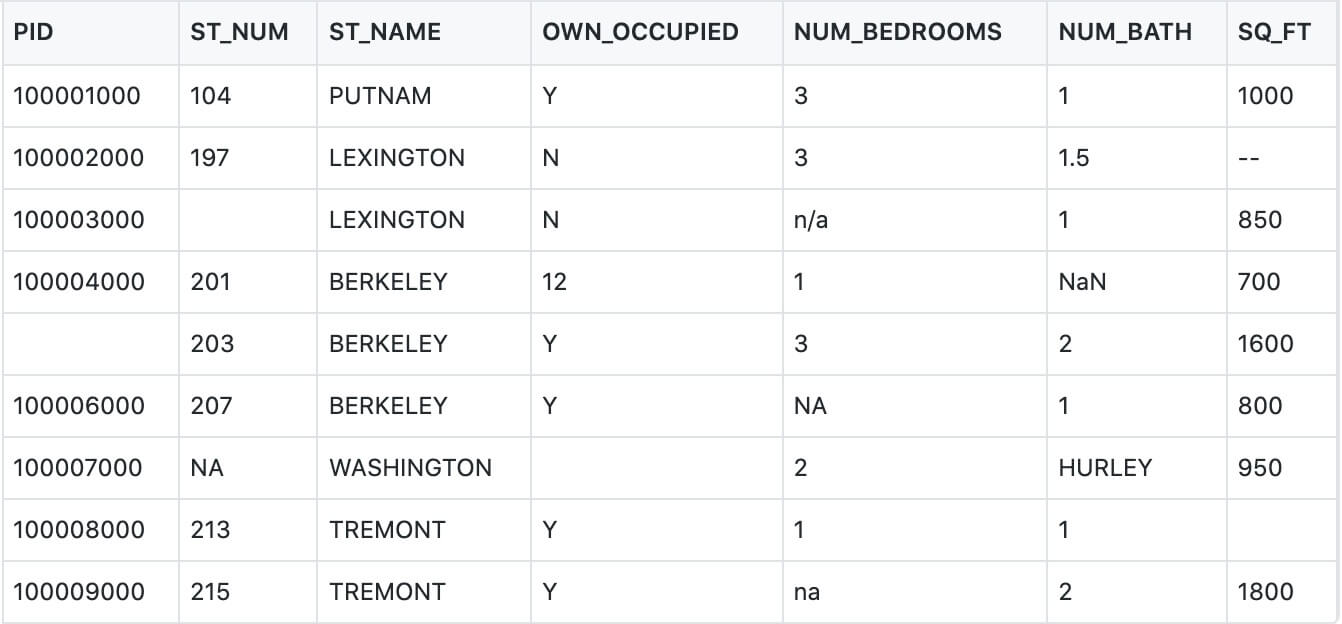 PID ST_NUM ST_NAME OWN_OCCUPIED NUM_BEDROOMS NUM_BATH SQ_FT
100001000 104 PUTNAM Y 3 1 1000
100002000 197 LEXINGTON N 3 1.5 --
100003000 LEXINGTON N n/a 1 850
100004000 201 BERKELEY 12 1 NaN 700
203 BERKELEY Y 3 2 1600
100006000 207 BERKELEY Y NA 1 800
100007000 NA WASHINGTON 2 HURLEY 950
100008000 213 TREMONT Y 1 1
100009000 215 TREMONT Y na 2 1800